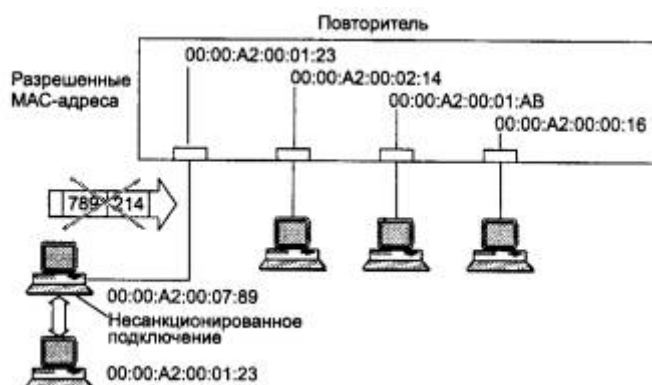 Повторитель
00:00:A2:00:01:23
Разрешенные
МАС-адреса
00:00:A2:00:02:14
00:00:A2:00:01:AB
00:00:A2:00:00:16
789 214
00:00:A2:00:07:89
Несанкционированное
подключение
00:00:A2:00:01:23